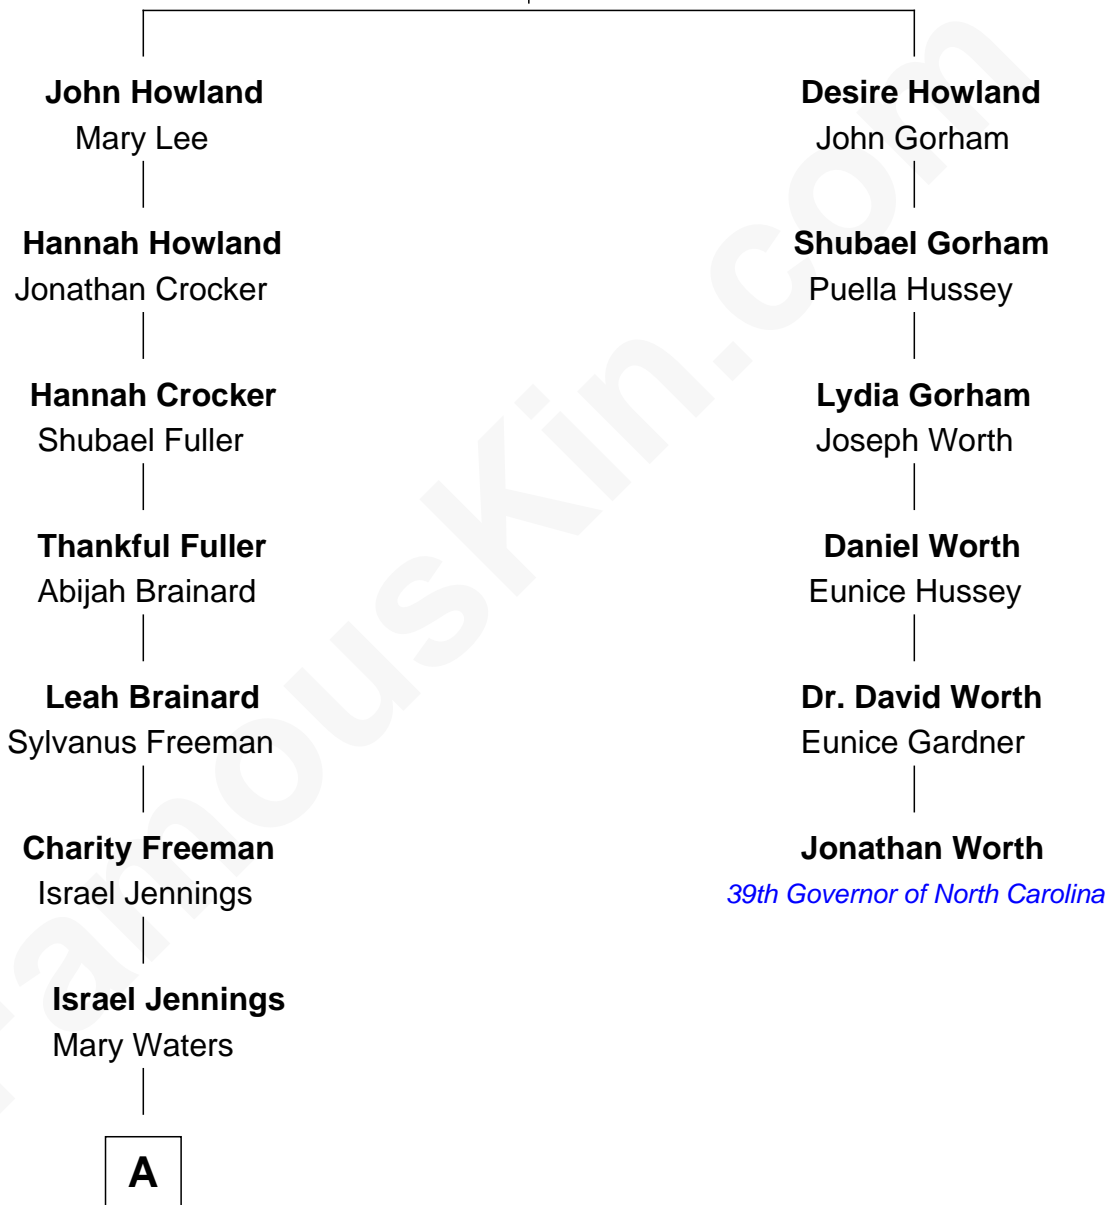 John Howland
Mary Lee
Hannah Howland
Jonathan Crocker
Hannah Crocker
Shubael Fuller
Thankful Fuller
Abijah Brainard
Leah Brainard
Sylvanus Freeman
Charity Freeman
Israel Jennings
Israel Jennings
Mary Waters
A
Desire Howland
John Gorham
Shubael Gorham
Puella Hussey
Lydia Gorham
Joseph Worth
Daniel Worth
Eunice Hussey
Dr. David Worth
Eunice Gardner
Jonathan Worth
39th Governor of North Carolina
FamousKin.com